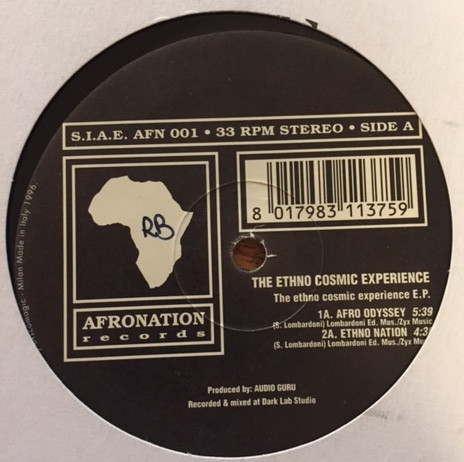 S.I.A.E. AFN 001 • 33 RPM STEREO • SIDE A
RB
AFRONATION
records
8 017983 113759
THE ETHNO COSMIC EXPERIENCE
The ethno cosmic experience E.P.
1A. AFRO ODYSSEY 5:39
(S. Lombardoni) Lombardoni Ed. Mus./Zyx Music
2A. ETHNO NATION
(S. Lombardoni) Lombardoni Ed. Mus./Zyx
Produced by: AUDIO GURU
Recorded & mixed at Dark Lab Studio
- Milan Made in Italy 1996